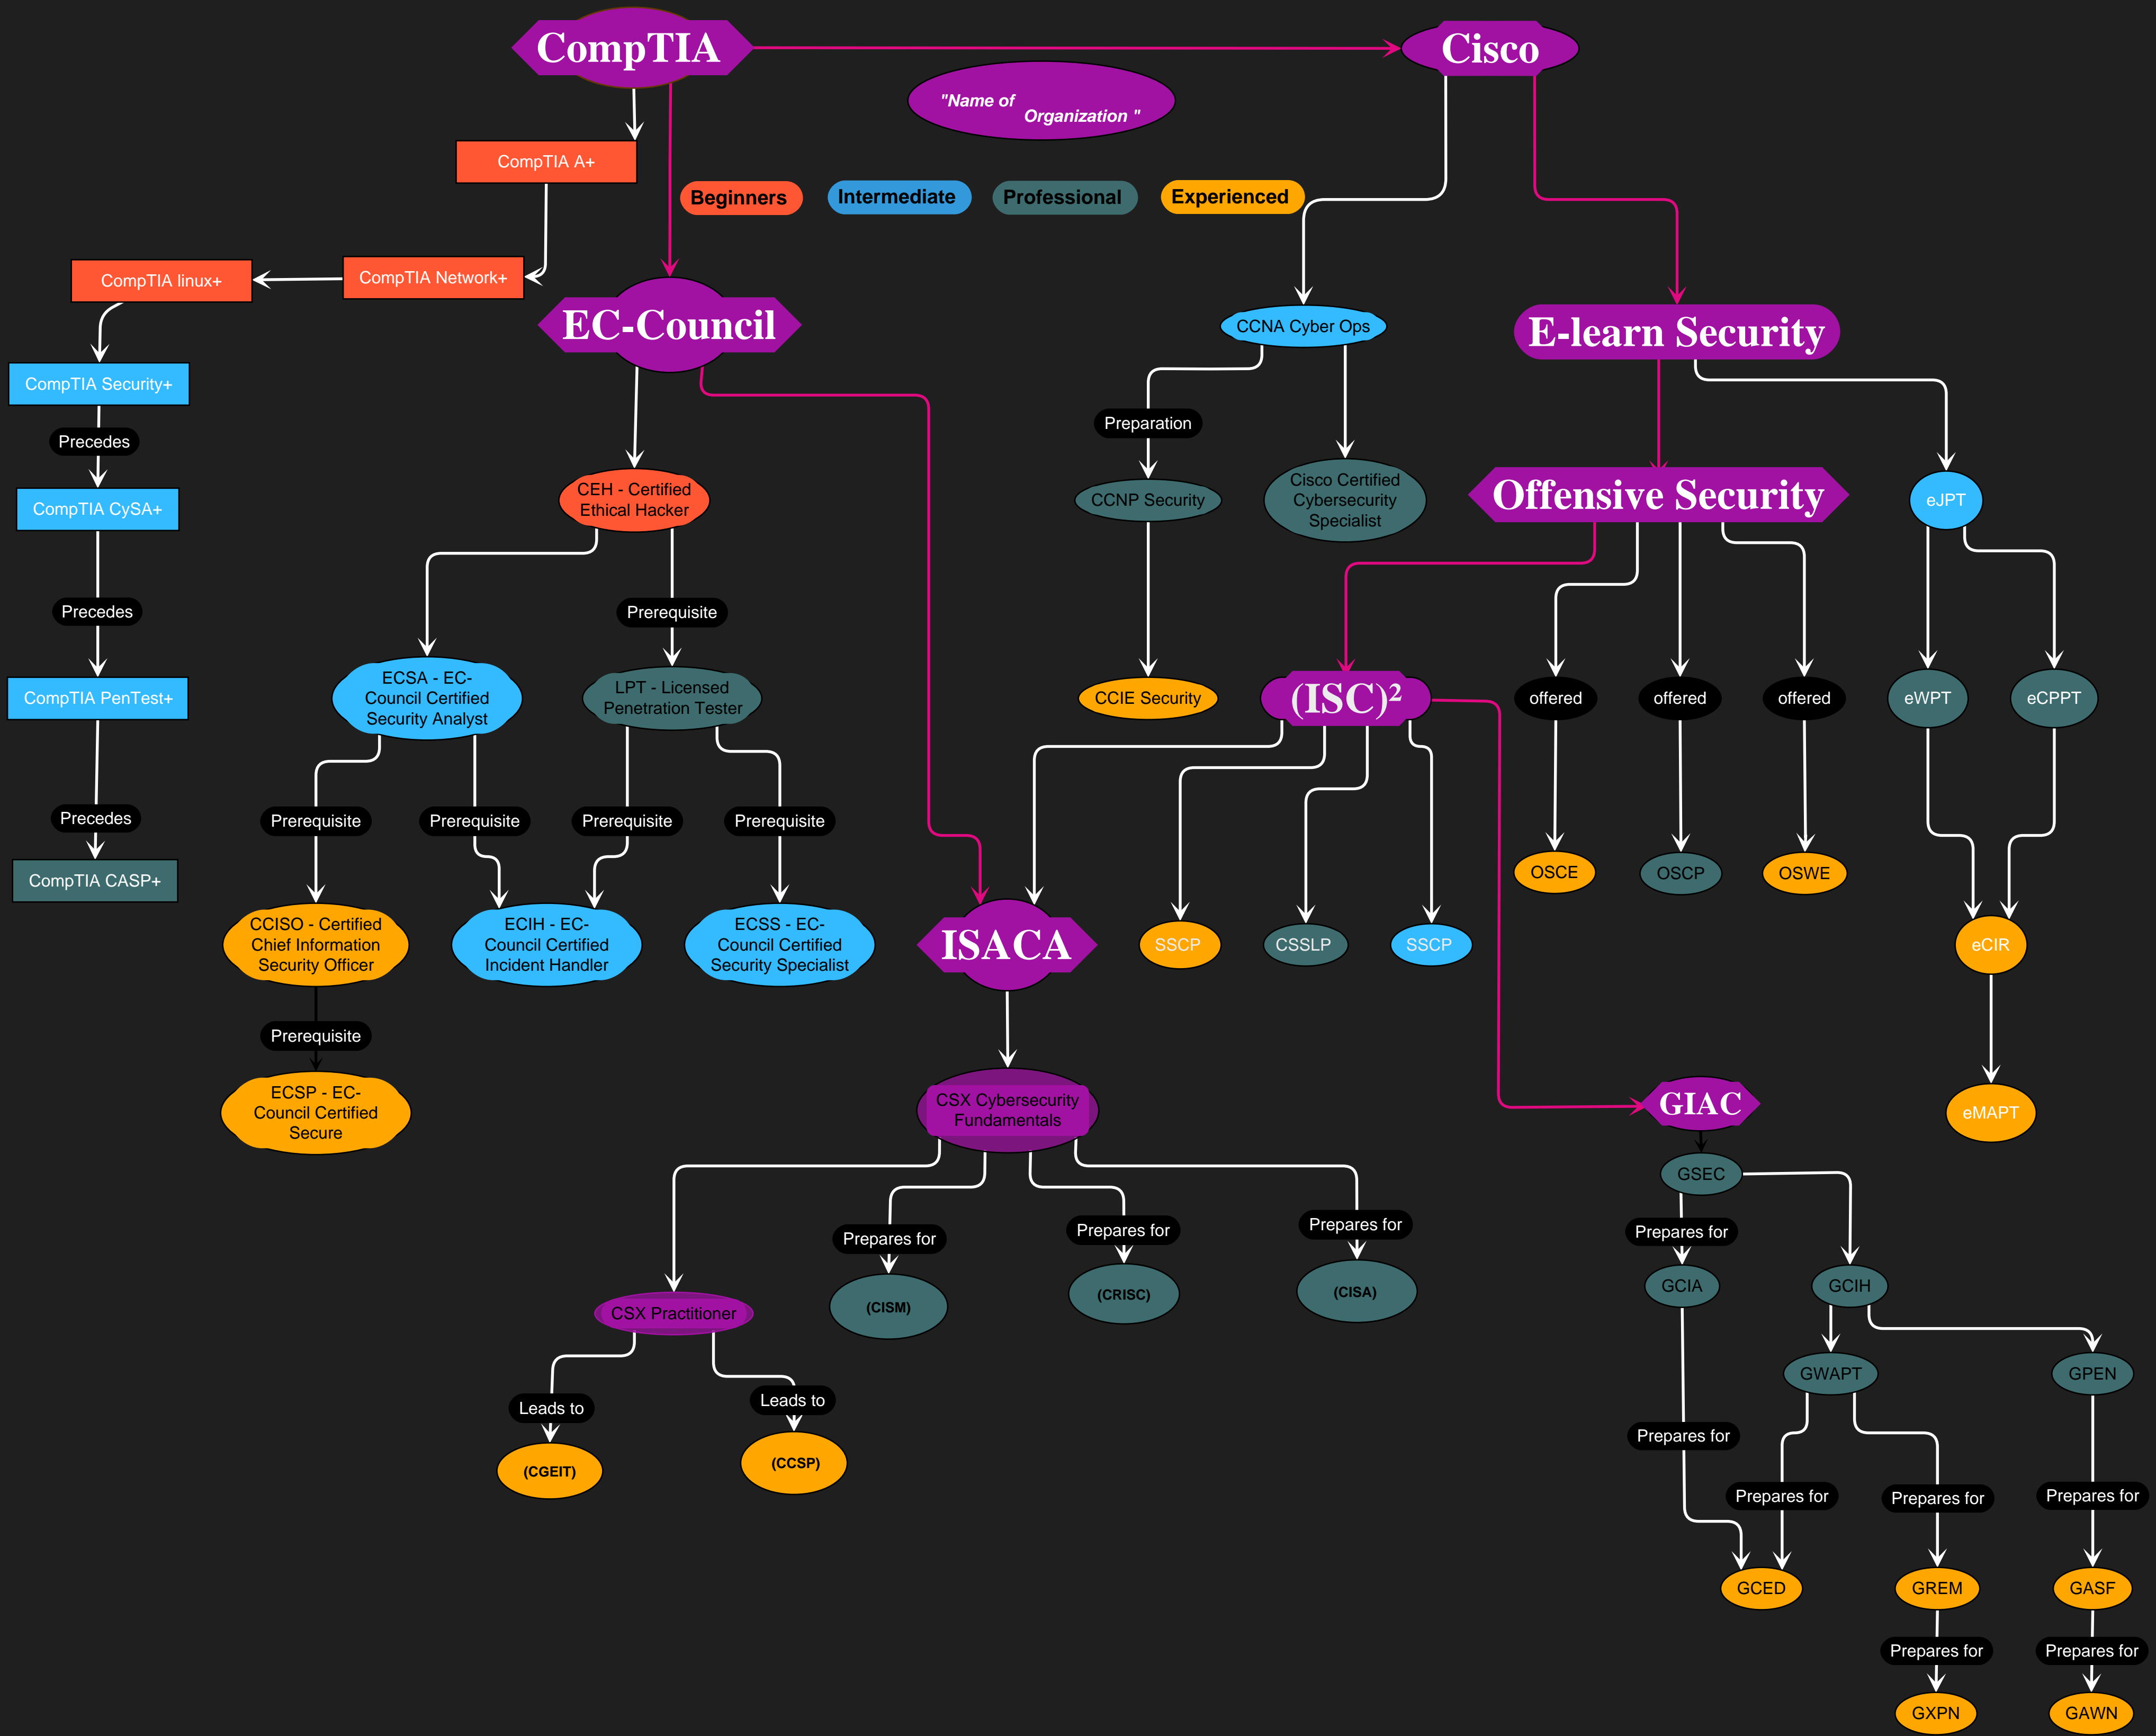 CompTIA
Cisco
"Name of
Organization "
CompTIA A+
Beginners
Intermediate
Professional
Experienced
CompTIA linux+
CompTIA Network+
EC-Council
CCNA Cyber Ops
E-learn Security
CompTIA Security+
Precedes
Preparation
CompTIA CySA+
CEH - Certified
Ethical Hacker
CCNP Security
Cisco Certified
Cybersecurity
Specialist
Offensive Security
eJPT
Precedes
Prerequisite
CompTIA PenTest+
ECSA - EC-
Council Certified
Security Analyst
LPT - Licensed
Penetration Tester
CCIE Security
(ISC)²
offered
offered
offered
eWPT
eCPPT
Precedes
Prerequisite
Prerequisite
Prerequisite
Prerequisite
CompTIA CASP+
OSCE
OSCP
OSWE
CCISO - Certified
Chief Information
Security Officer
ECIH - EC-
Council Certified
Incident Handler
ECSS - EC-
Council Certified
Security Specialist
ISACA
SSCP
CSSLP
SSCP
eCIR
Prerequisite
ECSP - EC-
Council Certified
Secure
CSX Cybersecurity
Fundamentals
GIAC
eMAPT
GSEC
Prepares for
Prepares for
Prepares for
Prepares for
CSX Practitioner
(CISM)
(CRISC)
(CISA)
GCIA
GCIH
GWAPT
GPEN
Leads to
Leads to
Prepares for
(CGEIT)
(CCSP)
Prepares for
Prepares for
Prepares for
GCED
GREM
GASF
Prepares for
Prepares for
GXPN
GAWN